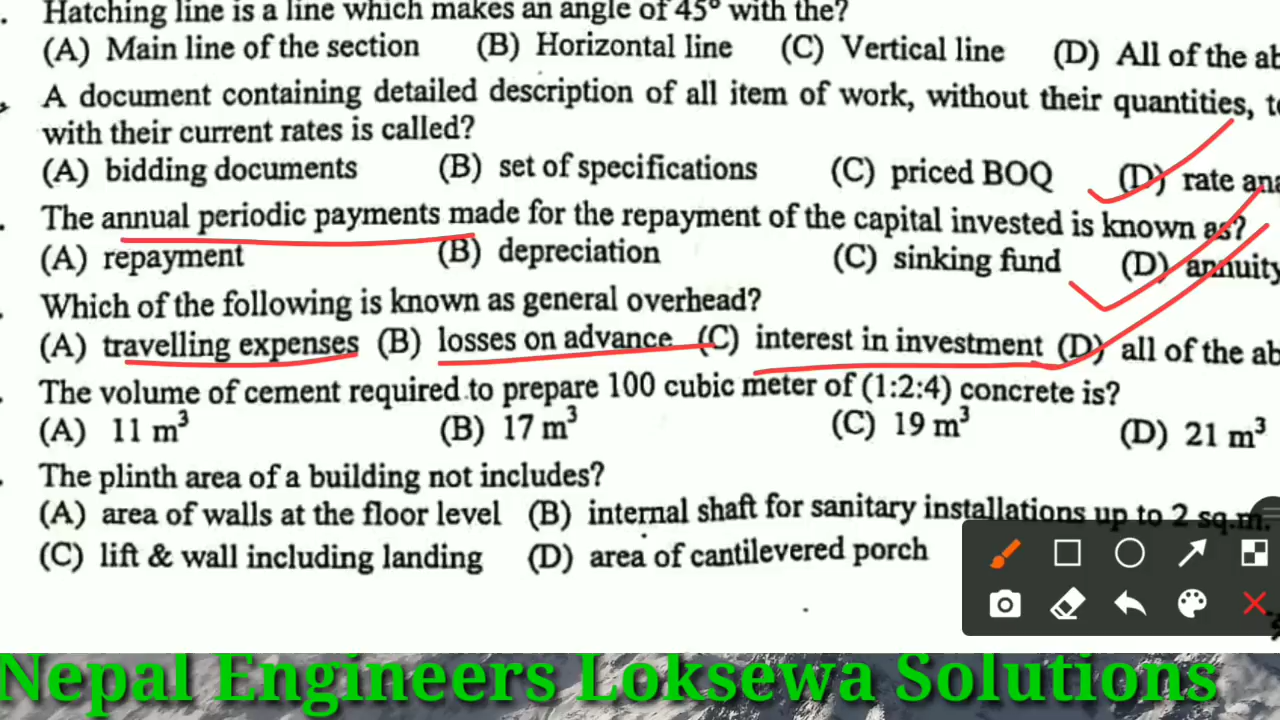 . Hatching line is a line which makes an angle of 45° with the?
(A) Main line of the section (B) Horizontal line (C) Vertical line (D) All of the
A document containing detailed description of all item of work, without their quantities,
with their current rates is called?
(A) bidding documents (B) set of specifications (C) priced BOQ (D) rate
. The annual periodic payments made for the repayment of the capital invested is known as?
(A) repayment (B) depreciation (C) sinking fund (D) annuity
. Which of the following is known as general overhead?
(A) travelling expenses (B) losses on advance (C) interest in investment (D) all of the
. The volume of cement required to prepare 100 cubic meter of (1:2:4) concrete is?
(A) 11 m³ (B) 17 m³ (C) 19 m³ (D) 21 m³
. The plinth area of a building not includes?
(A) area of walls at the floor level (B) internal shaft for sanitary installations up to 2 sq.m.
(C) lift & wall including landing (D) area of cantilevered porch
Nepal Engineers Loksewa Solutions